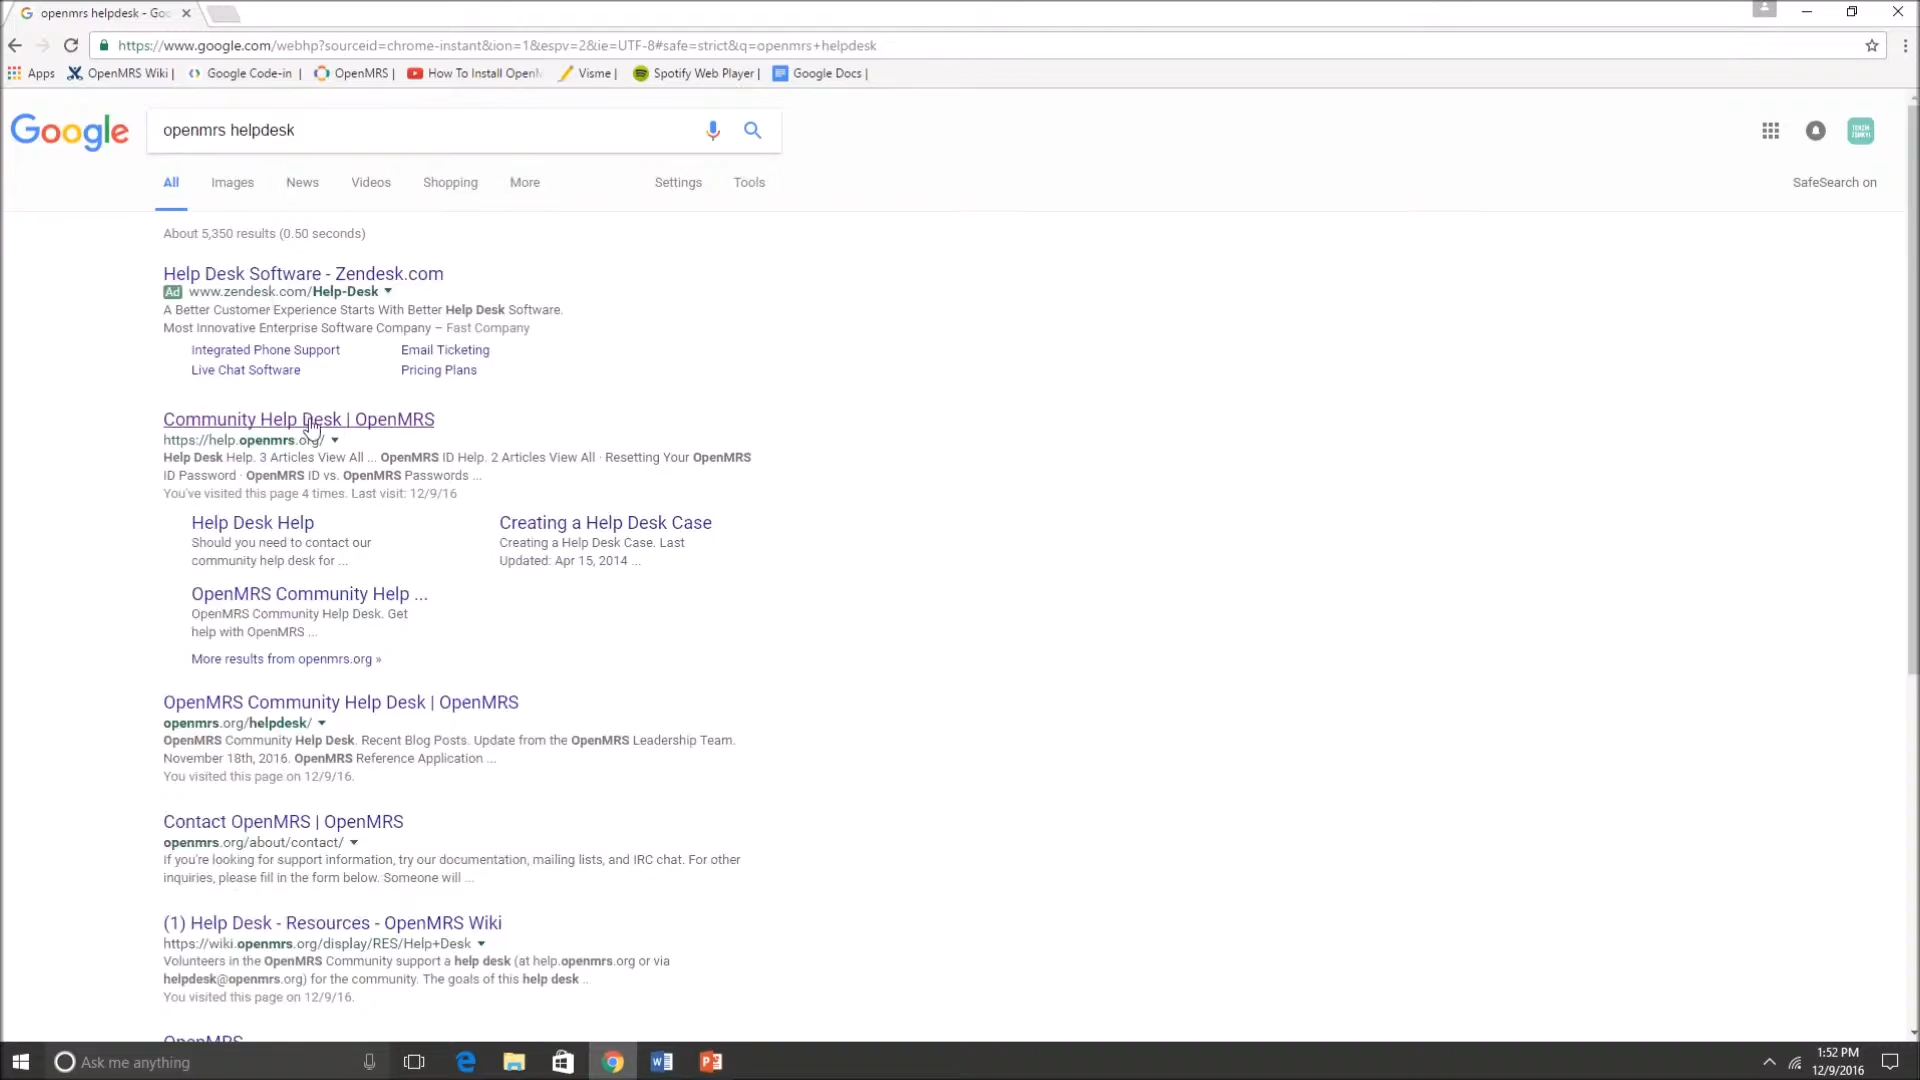 openmrs helpdesk - Goo
https://www.google.com/webhp?sourceid=chrome-instant&ion=1&espv=2&ie=UTF-8#safe=strict&q=openmrs+helpdesk
Apps OpenMRS Wiki | Google Code-in | OpenMRS | How To Install OpenM Visme | Spotify Web Player | Google Docs |
Google openmrs helpdesk
All Images News Videos Shopping More Settings Tools SafeSearch on
About 5,350 results (0.50 seconds)
Help Desk Software - Zendesk.com
Ad www.zendesk.com/Help-Desk
A Better Customer Experience Starts With Better Help Desk Software.
Most Innovative Enterprise Software Company – Fast Company
Integrated Phone Support Email Ticketing
Live Chat Software Pricing Plans
Community Help Desk | OpenMRS
https://help.openmrs.org/
Help Desk Help. 3 Articles View All ... OpenMRS ID Help. 2 Articles View All · Resetting Your OpenMRS
ID Password · OpenMRS ID vs. OpenMRS Passwords ...
You've visited this page 4 times. Last visit: 12/9/16
Help Desk Help
Should you need to contact our
community help desk for ...
Creating a Help Desk Case
Creating a Help Desk Case. Last
Updated: Apr 15, 2014 ...
OpenMRS Community Help ...
OpenMRS Community Help Desk. Get
help with OpenMRS ...
More results from openmrs.org »
OpenMRS Community Help Desk | OpenMRS
openmrs.org/helpdesk/
OpenMRS Community Help Desk. Recent Blog Posts. Update from the OpenMRS Leadership Team.
November 18th, 2016. OpenMRS Reference Application ...
You visited this page on 12/9/16.
Contact OpenMRS | OpenMRS
openmrs.org/about/contact/
If you're looking for support information, try our documentation, mailing lists, and IRC chat. For other
inquiries, please fill in the form below. Someone will ...
(1) Help Desk - Resources - OpenMRS Wiki
https://wiki.openmrs.org/display/RES/Help+Desk
Volunteers in the OpenMRS Community support a help desk (at help.openmrs.org or via
helpdesk@openmrs.org) for the community. The goals of this help desk ..
You visited this page on 12/9/16.
OpenMRS
Ask me anything
1:52 PM
12/9/2016